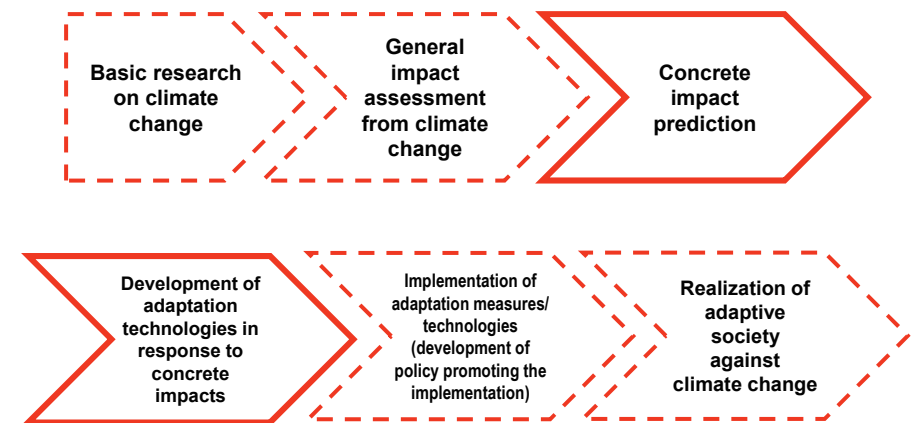 Basic research
on climate
change
General
impact
assessment
from climate
change
Concrete
impact
prediction
Development of
adaptation
technologies in
response to
concrete
impacts
Implementation of
adaptation measures/
technologies
(development of
policy promoting the
implementation)
Realization of
adaptive
society
against
climate change